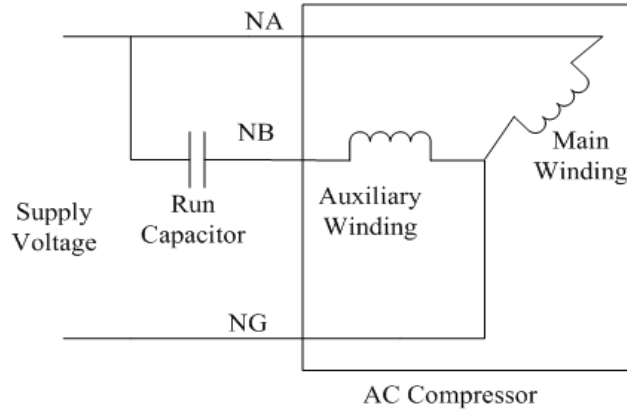 NA
NB
Main
Winding
Auxiliary
Winding
Run
Capacitor
Supply
Voltage
NG
AC Compressor